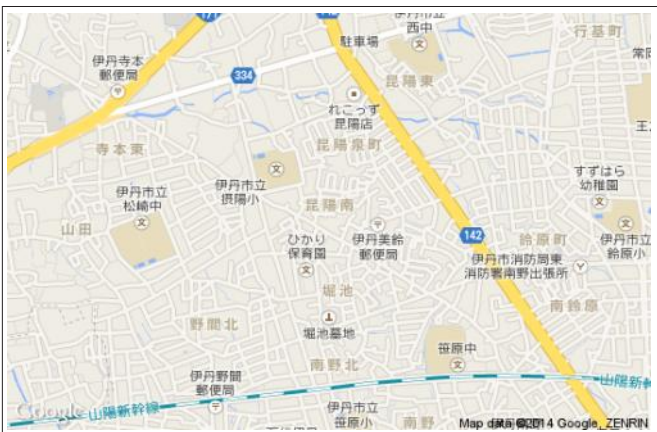 171
142
伊丹市立
西中
行基町
駐車場
伊丹寺本
郵便局
334
昆陽東
れこっず
昆陽店
寺本東
昆陽泉町
すずはら
幼稚園
伊丹市立
摂陽小
伊丹市立
松崎中
昆陽南
山田
142
鈴原町
伊丹市立
鈴原小
ひかり
保育園
伊丹美鈴
郵便局
伊丹市消防局東
消防署南野出張所
堀池
南鈴原
野間北
堀池墓地
笹原中
南野北
伊丹野間
郵便局
山陽新幹線
Google
山陽新幹線
伊丹市立
笹原小
南野
Map data ©2014 Google, ZENRIN